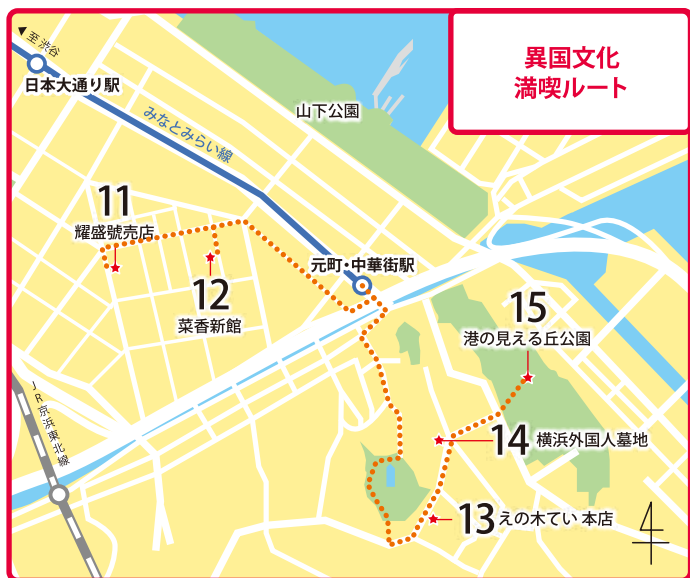 異国文化
満喫ルート
▼至渋谷
日本大通り駅
みなとみらい線
山下公園
11
耀盛號売店
12
菜香新館
元町・中華街駅
15
港の見える丘公園
14 横浜外国人墓地
13 えの木てい 本店
JR京浜東北線